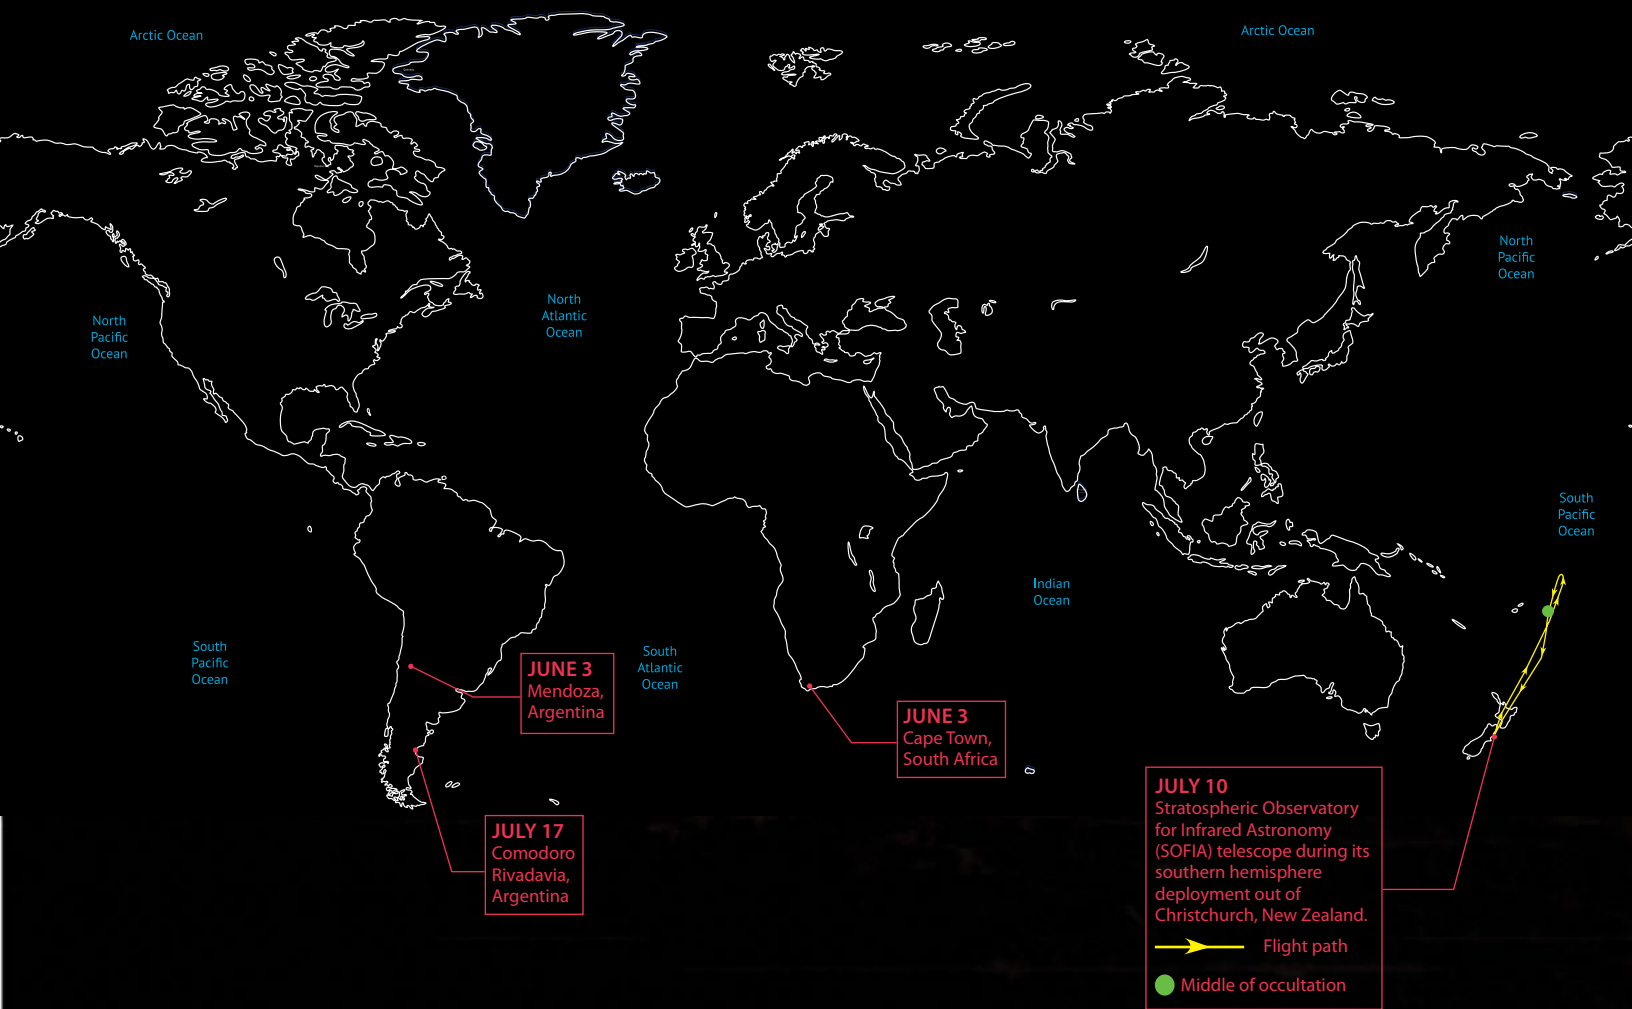 Arctic Ocean
Arctic Ocean
North
Pacific
Ocean
North
Atlantic
Ocean
North
Pacific
Ocean
South
Pacific
Ocean
Indian
Ocean
South
Pacific
Ocean
South
Atlantic
Ocean
JUNE 3
Mendoza,
Argentina
JUNE 3
Cape Town,
South Africa
JULY 17
Comodoro
Rivadavia,
Argentina
JULY 10
Stratospheric Observatory
for Infrared Astronomy
(SOFIA) telescope during its
southern hemisphere
deployment out of
Christchurch, New Zealand.
Flight path
Middle of occultation